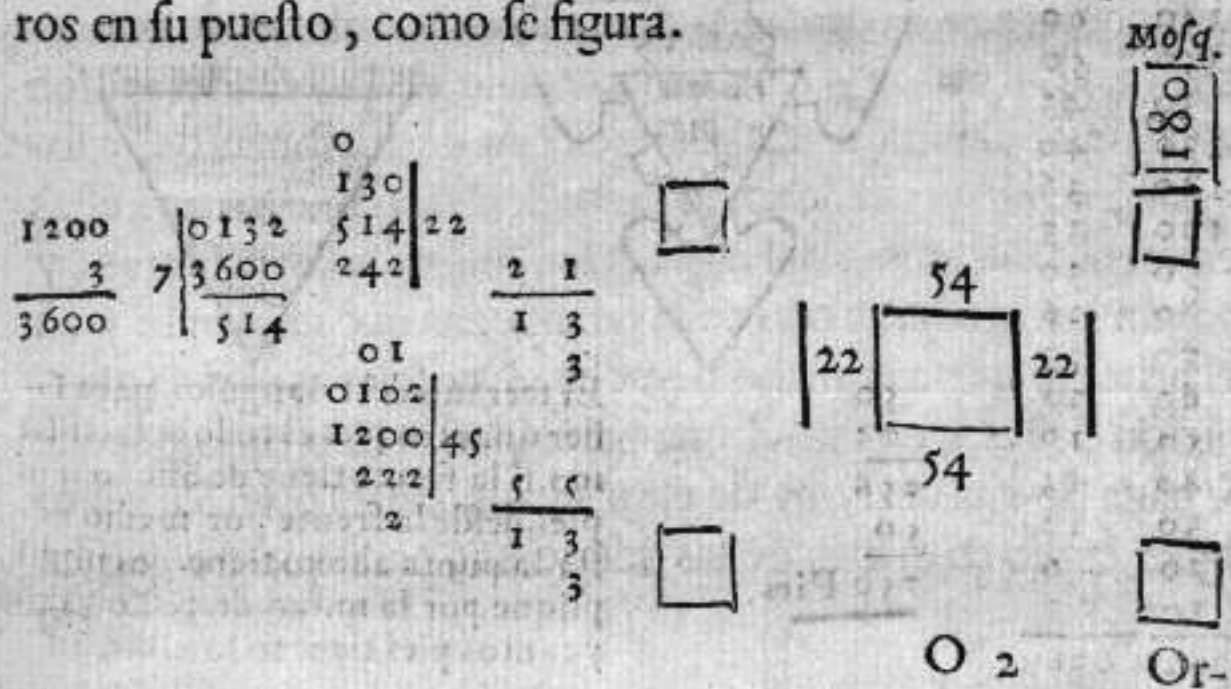 ros en ſu pueſto, como ſe figura.
Moſq.
180
0
130
1200 0132 514 22
3 7 3600 242 2 1
3600 514 1 3
01 3
0102
1200 45
222 5 5
2 1 3
3
54
22 22
54
O 2 Or-